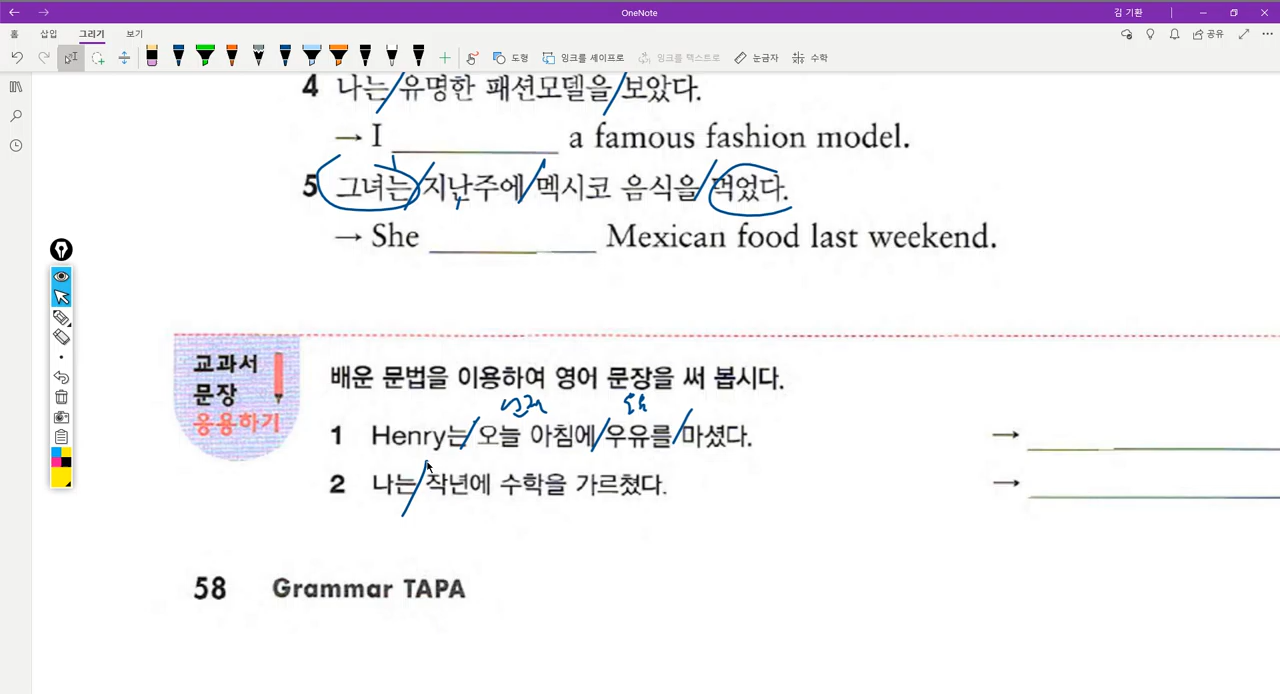 OneNote
김 기환
홈 삽입 그리기 보기
공유
도형 잉크를 셰이프로 잉크를 텍스트로 눈금자 수학
4 나는 유명한 패션모델을 보았다.
→ I __________ a famous fashion model.
5 그녀는 지난주에 멕시코 음식을 먹었다.
→ She __________ Mexican food last weekend.
교과서
문장
응용하기
배운 문법을 이용하여 영어 문장을 써 봅시다.
1 Henry는 오늘 아침에 우유를 마셨다. →
2 나는 작년에 수학을 가르쳤다. →
58 Grammar TAPA